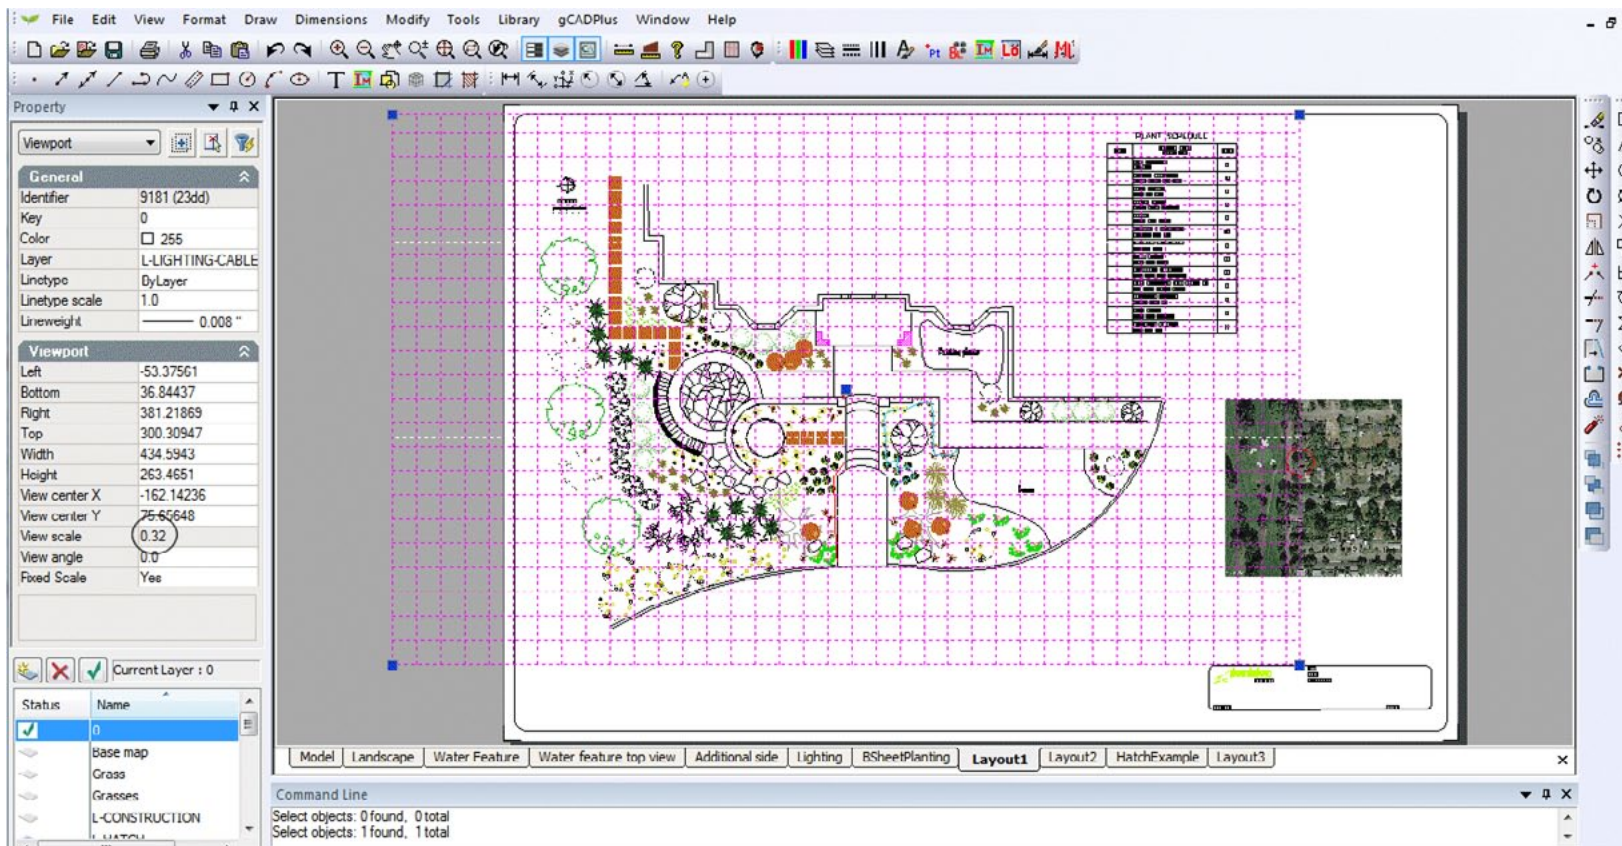 File Edit View Format Draw Dimensions Modify Tools Library gCADPlus Window Help
Property
Viewport
General
Identifier 9181 (23dd)
Key 0
Color 255
Layer L-LIGHTING-CABLE
Linetype ByLayer
Linetype scale 1.0
Lineweight 0.008 "
Viewport
Left -53.37561
Bottom 36.84437
Right 381.21869
Top 300.30947
Width 434.5943
Height 263.4651
View center X -162.14236
View center Y 75.65648
View scale 0.32
View angle 0.0
Fixed Scale Yes
Current Layer : 0
Status Name
0
Base map
Grass
Grasses
L-CONSTRUCTION
L-HATCH
PLANT SCHEDULE
Model Landscape Water Feature Water feature top view Additional side Lighting BSheetPlanting Layout1 Layout2 HatchExample Layout3
Command Line
Select objects: 0 found, 0 total
Select objects: 1 found, 1 total